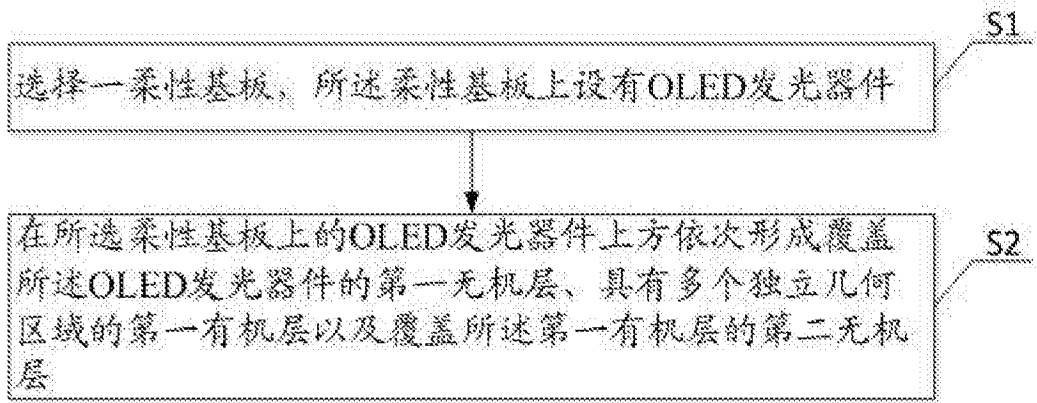 S1
选择一柔性基板，所述柔性基板上设有OLED发光器件
S2
在所选柔性基板上的OLED发光器件上方依次形成覆盖
所述OLED发光器件的第一无机层、具有多个独立几何
区域的第一有机层以及覆盖所述第一有机层的第二无机
层